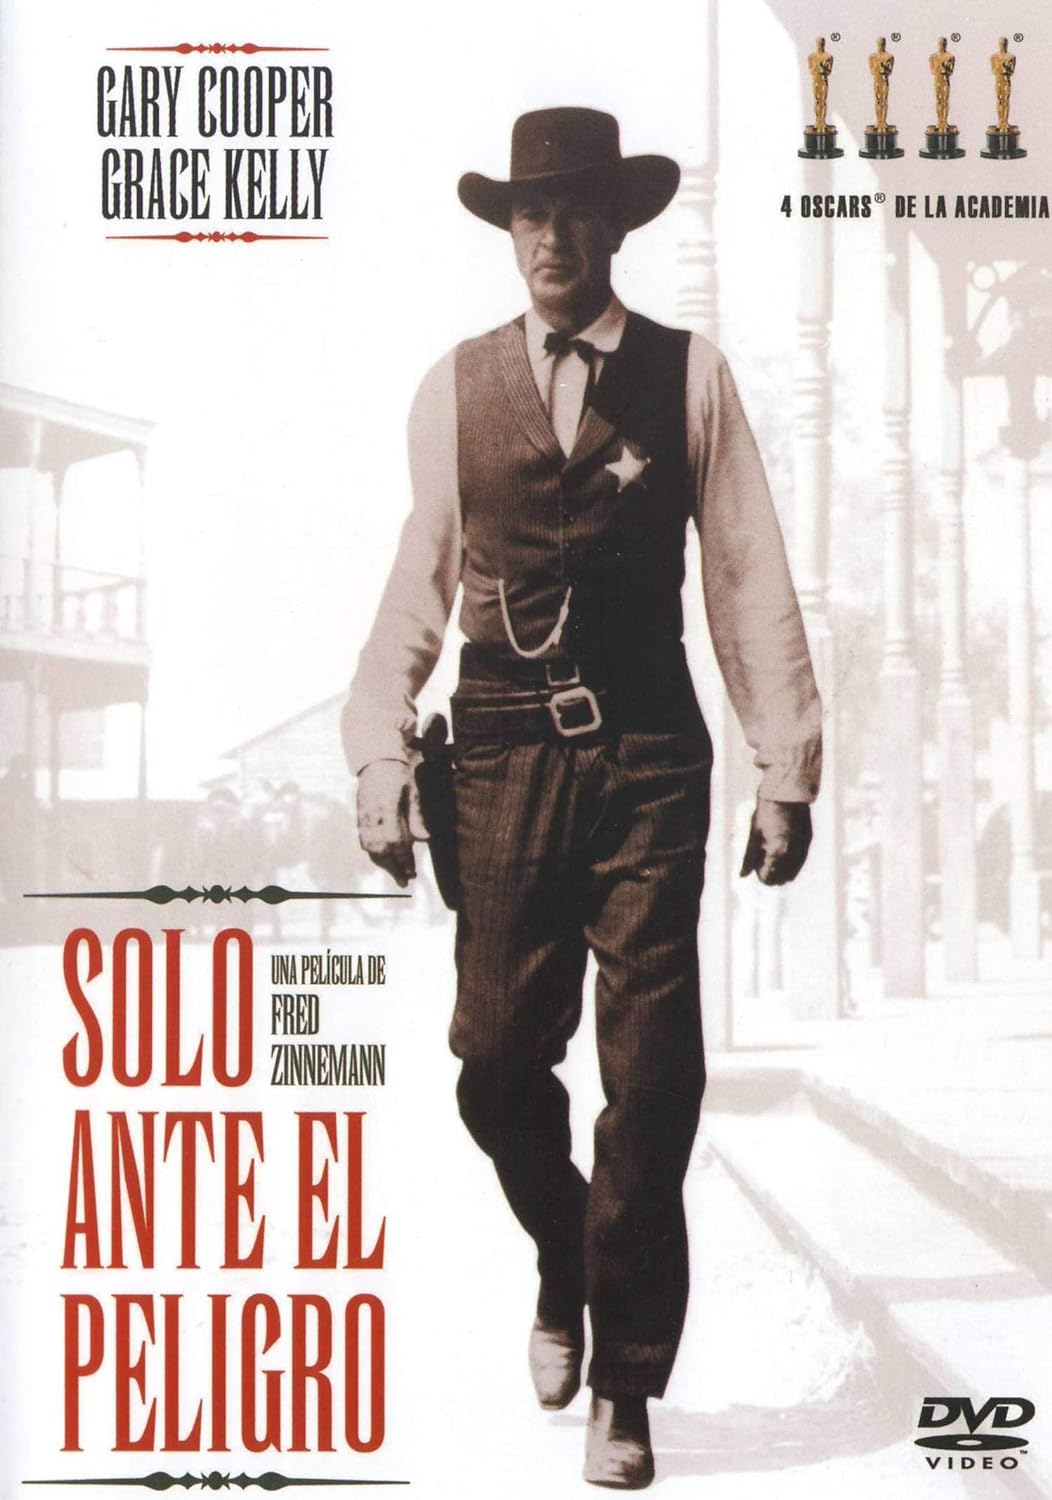 GARY COOPER
GRACE KELLY
® ® ® ®
4 OSCARS® DE LA ACADEMIA
SOLO
UNA PELÍCULA DE
FRED
ZINNEMANN
ANTE EL
PELIGRO
DVD
VIDEO™